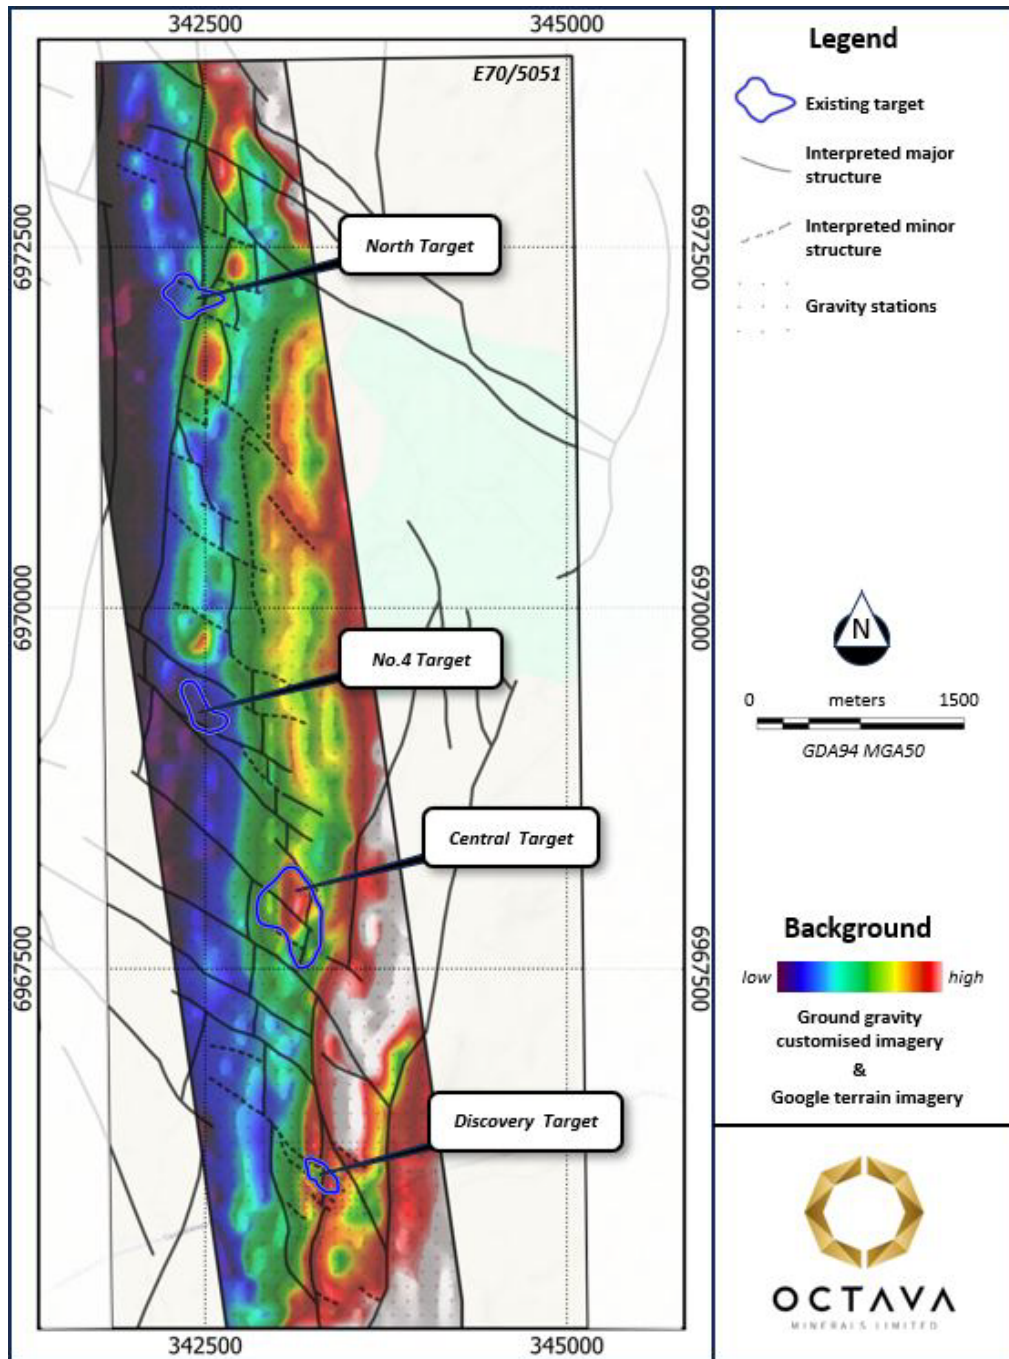 342500 345000
E70/5051
6972500 6972500
North Target
6970000 6970000
No.4 Target
Central Target
6967500 6967500
Discovery Target
342500 345000
Legend
Existing target
Interpreted major
structure
Interpreted minor
structure
Gravity stations
N
0 meters 1500
GDA94 MGA50
Background
low high
Ground gravity
customised imagery
&
Google terrain imagery
OCTAVA
MINERALS LIMITED